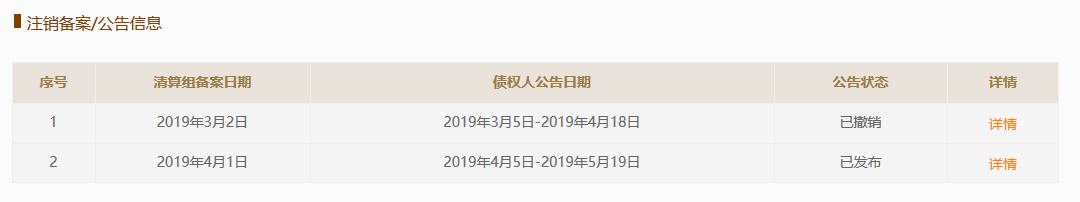 注销备案/公告信息
序号 清算组备案日期 债权人公告日期 公告状态 详情
1 2019年3月2日 2019年3月5日-2019年4月18日 已撤销 详情
2 2019年4月1日 2019年4月5日-2019年5月19日 已发布 详情